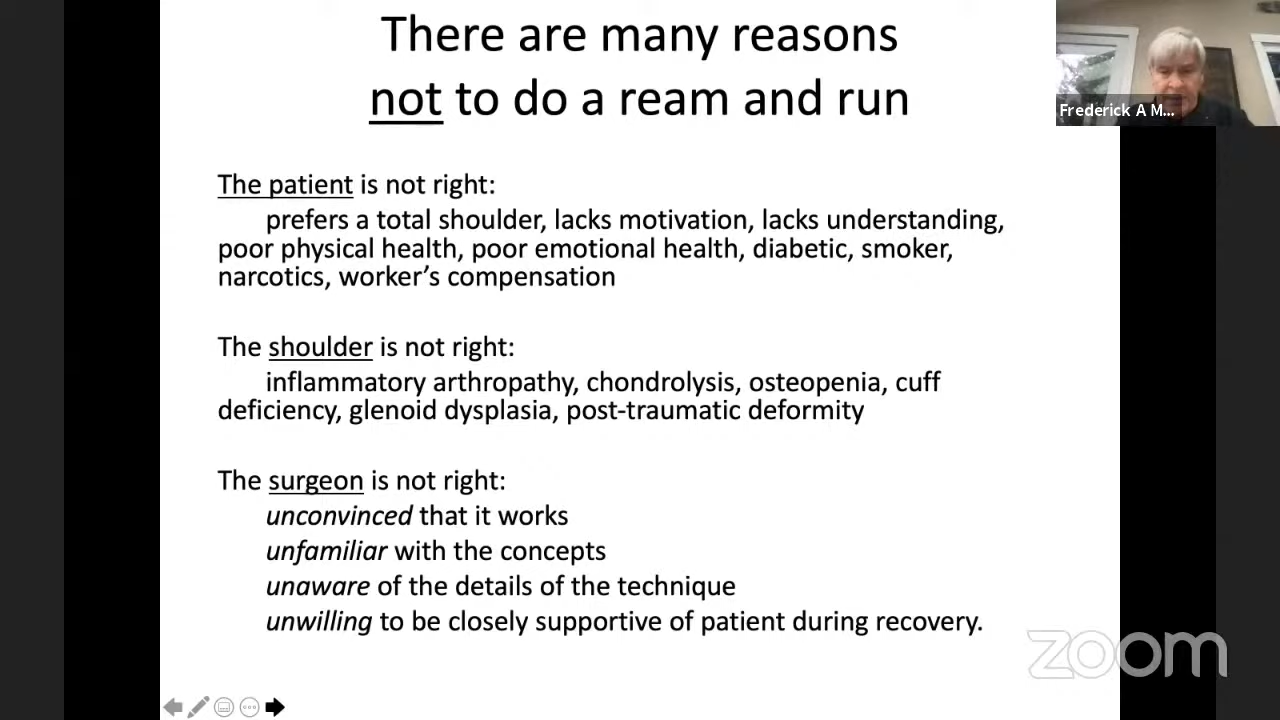 There are many reasons
not to do a ream and run
Frederick A M...
The patient is not right:
prefers a total shoulder, lacks motivation, lacks understanding,
poor physical health, poor emotional health, diabetic, smoker,
narcotics, worker’s compensation
The shoulder is not right:
inflammatory arthropathy, chondrolysis, osteopenia, cuff
deficiency, glenoid dysplasia, post-traumatic deformity
The surgeon is not right:
unconvinced that it works
unfamiliar with the concepts
unaware of the details of the technique
unwilling to be closely supportive of patient during recovery.
zoom